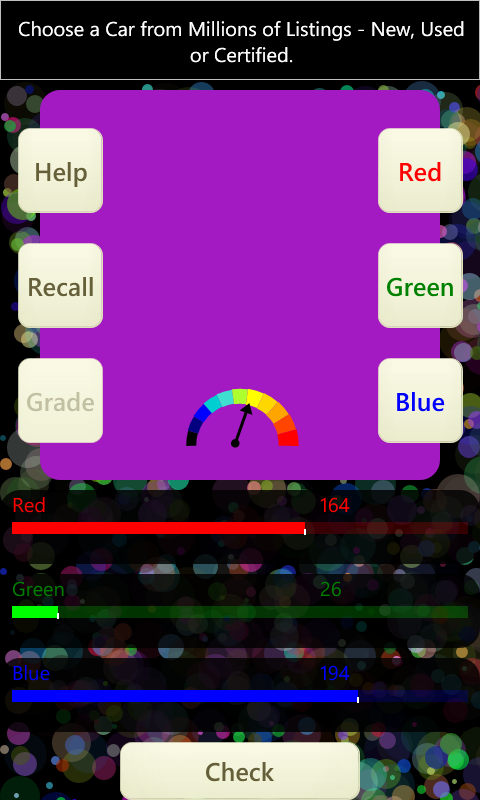 Choose a Car from Millions of Listings - New, Used
or Certified.
Help
Red
Recall
Green
Grade
Blue
Red 164
Green 26
Blue 194
Check